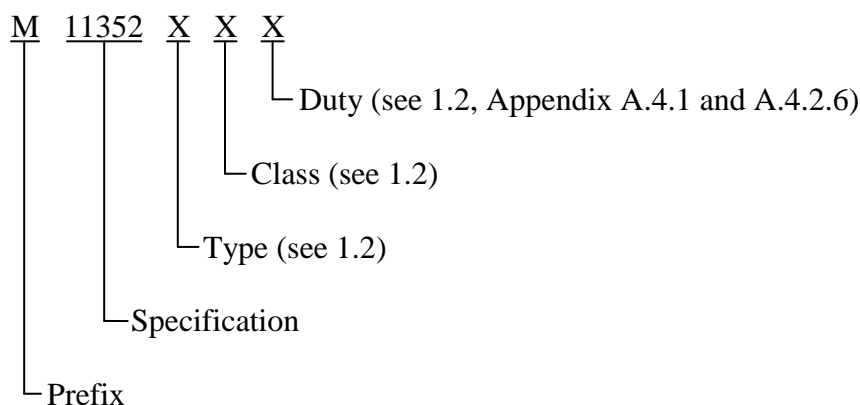 M 11352 X X X
Duty (see 1.2, Appendix A.4.1 and A.4.2.6)
Class (see 1.2)
Type (see 1.2)
Specification
Prefix